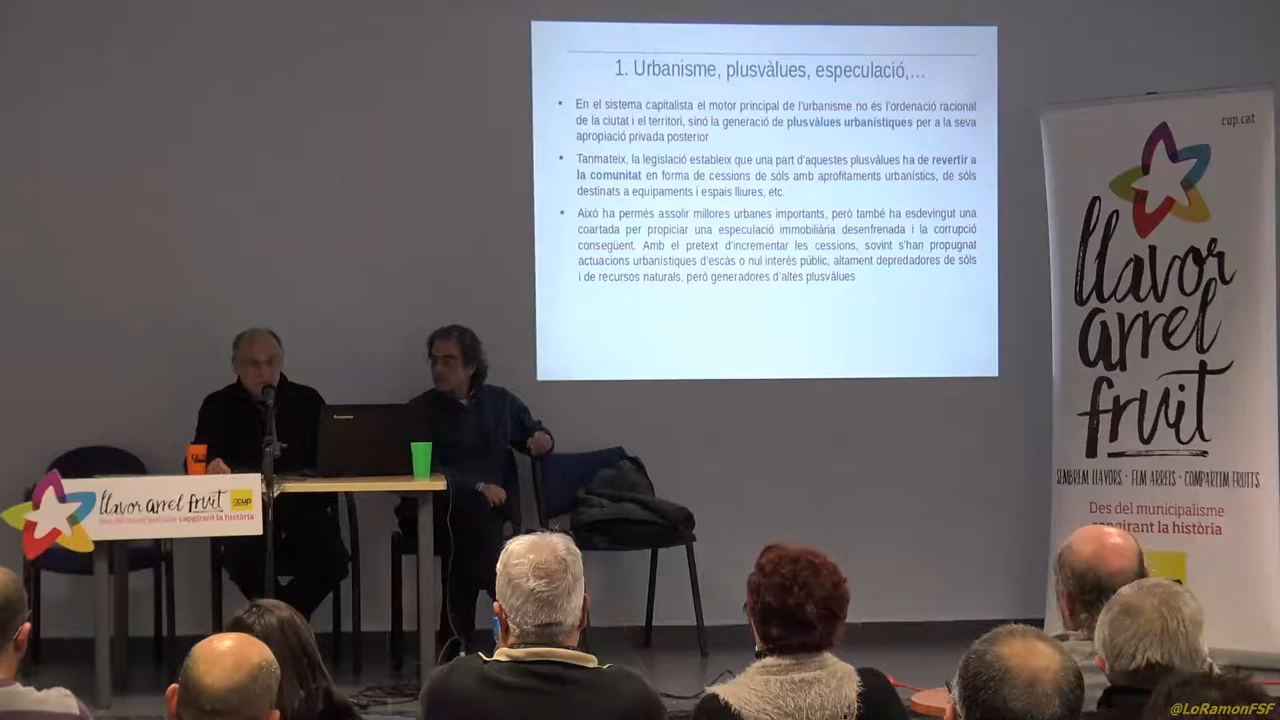 1. Urbanisme, plusvàlues, especulació,…
• En el sistema capitalista el motor principal de l'urbanisme no és l'ordenació racional
de la ciutat i el territori, sinó la generació de plusvàlues urbanístiques per a la seva
apropiació privada posterior
• Tanmateix, la legislació estableix que una part d'aquestes plusvàlues ha de revertir a
la comunitat en forma de cessions de sòls amb aprofitaments urbanístics, de sòls
destinats a equipaments i espais lliures, etc.
• Aixó ha permès assolir millores urbanes importants, però també ha esdevingut una
coartada per propiciar una especulació immobiliària desenfrenada i la corrupció
consegüent. Amb el pretext d'incrementar les cessions, sovint s'han propugnat
actuacions urbanístiques d'escàs o nul interés públic, altament depredadores de sòls
i de recursos naturals, però generadores d'altes plusvàlues
cup.cat
llavor
arrel
fruit
SEMBREM LLAVORS · FEM ARRELS · COMPARTIM FRUITS
Des del municipalisme
capgirant la història
lenovo
llavor arrel fruit
cup
Des del municipalisme capgirant la història
@LoRamonFSF